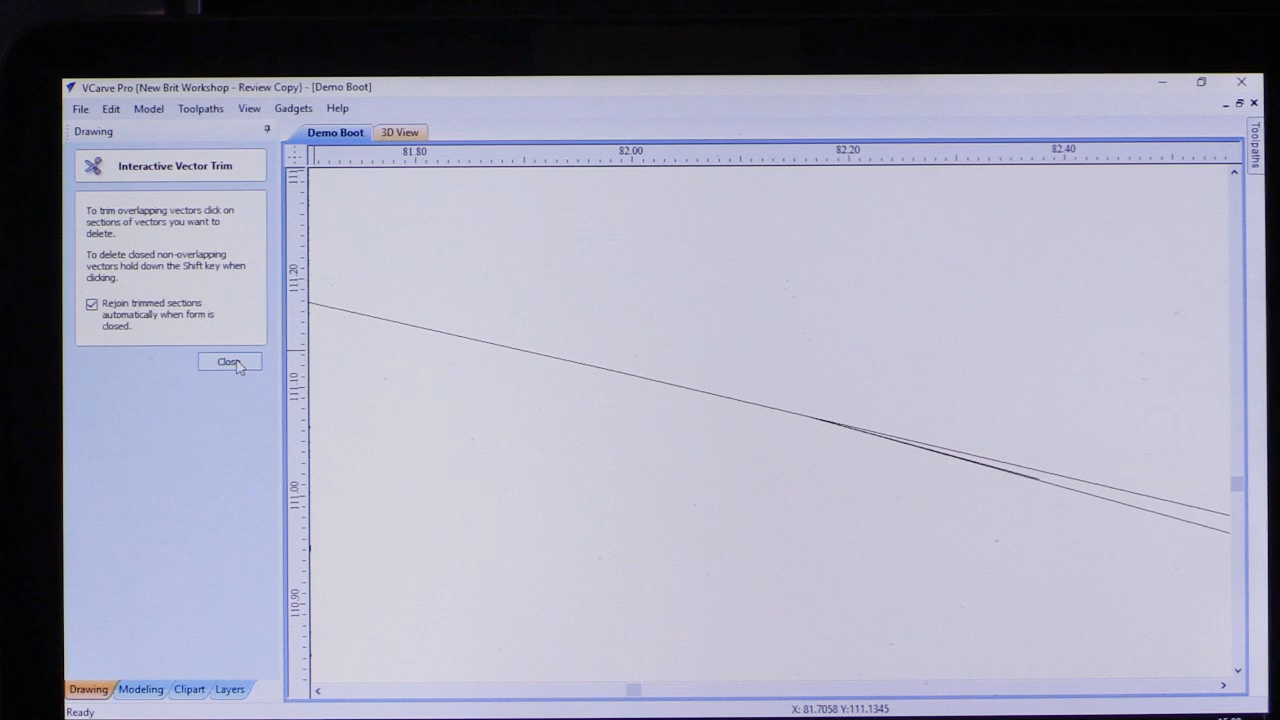 VCarve Pro {New Brit Workshop - Review Copy} - [Demo Boot]
File Edit Model Toolpaths View Gadgets Help
Drawing
Demo Boot 3D View
Toolpaths
81.80 82.00 82.20 82.40
Interactive Vector Trim
To trim overlapping vectors click on
sections of vectors you want to
delete.
To delete closed non-overlapping
vectors hold down the Shift key when
clicking.
Rejoin trimmed sections
automatically when form is
closed.
Close
111.20
111.10
111.00
110.90
Drawing Modeling Clipart Layers
Ready
X: 81.7058 Y:111.1345